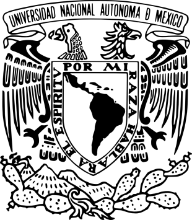 UNIVERSIDAD NACIONAL AUTONOMA DE MEXICO
POR MI RAZA HABLARA EL ESPIRITU